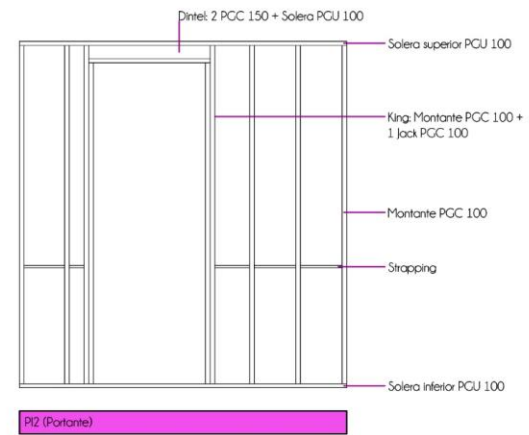 Dintel: 2 PGC 150 + Solera PGU 100
Solera superior PGU 100
King: Montante PGC 100 +
1 Jack PGC 100
Montante PGC 100
Strapping
Solera inferior PGU 100
PI2 (Portante)